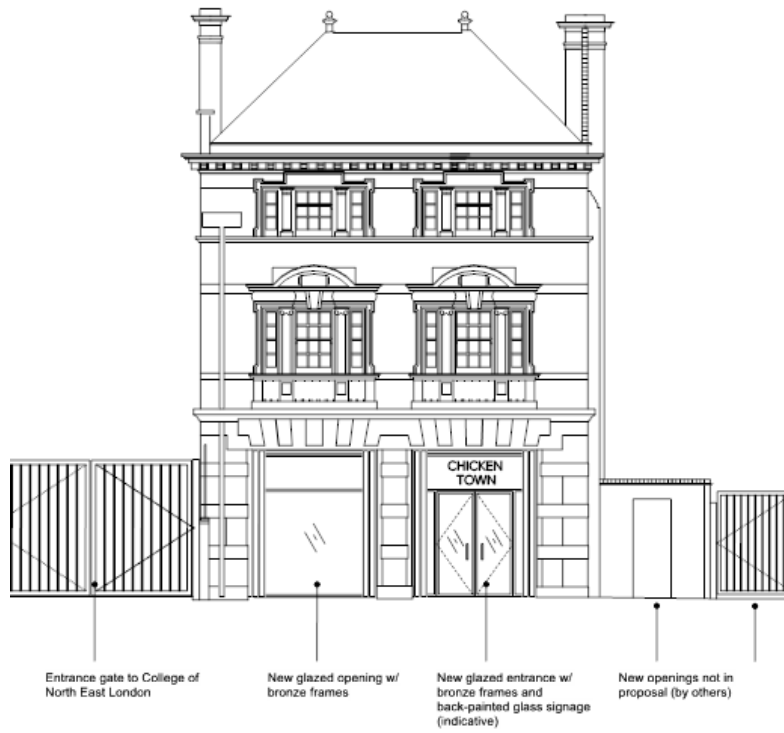 CHICKEN
TOWN
Entrance gate to College of
North East London
New glazed opening w/
bronze frames
New glazed entrance w/
bronze frames and
back-painted glass signage
(indicative)
New openings not in
proposal (by others)